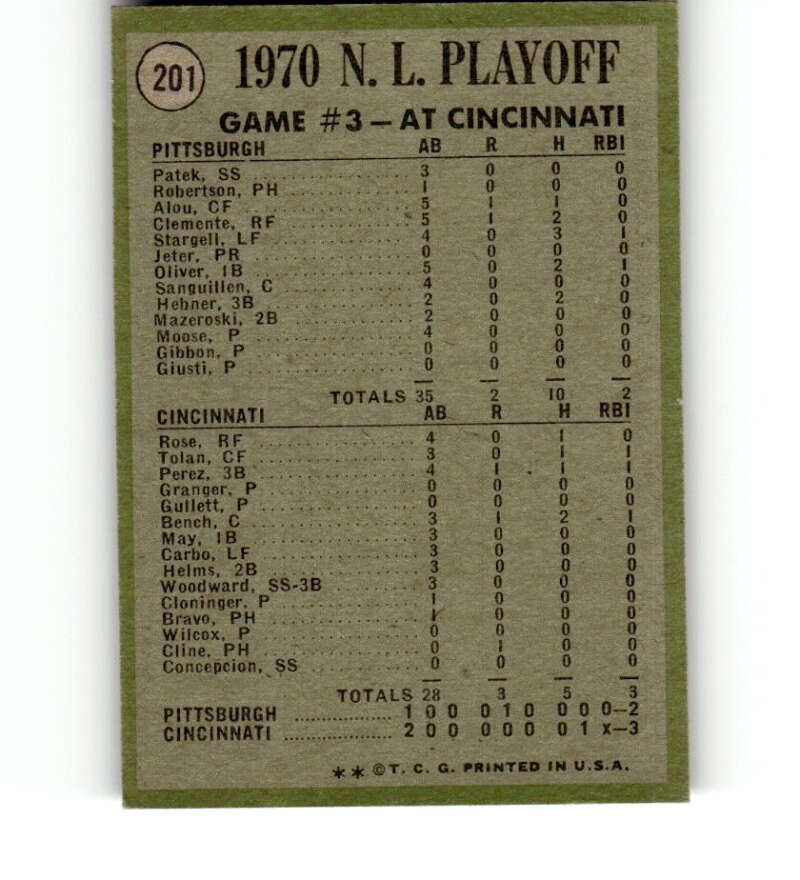 201 1970 N. L. PLAYOFF
GAME #3 — AT CINCINNATI
PITTSBURGH AB R H RBI
Patek, SS 3 0 0 0
Robertson, PH 1 0 0 0
Alou, CF 5 1 1 0
Clemente, RF 5 1 2 0
Stargell, LF 4 0 3 1
Jeter, PR 0 0 0 0
Oliver, 1B 5 0 2 1
Sanguillen, C 4 0 0 0
Hebner, 3B 2 0 2 0
Mazeroski, 2B 2 0 0 0
Moose, P 4 0 0 0
Gibbon, P 0 0 0 0
Giusti, P 0 0 0 0
TOTALS 35 2 10 2
CINCINNATI AB R H RBI
Rose, RF 4 0 1 0
Tolan, CF 3 0 1 1
Perez, 3B 4 1 1 1
Granger, P 0 0 0 0
Gullett, P 0 0 0 0
Bench, C 3 1 2 1
May, 1B 3 0 0 0
Carbo, LF 3 0 0 0
Helms, 2B 3 0 0 0
Woodward, SS-3B 3 0 0 0
Cloninger, P 1 0 0 0
Bravo, PH 1 0 0 0
Wilcox, P 0 0 0 0
Cline, PH 0 1 0 0
Concepcion, SS 0 0 0 0
TOTALS 28 3 5 3
PITTSBURGH 1 0 0 0 1 0 0 0 0—2
CINCINNATI 2 0 0 0 0 0 0 1 x—3
** © T. C. G. PRINTED IN U.S.A.